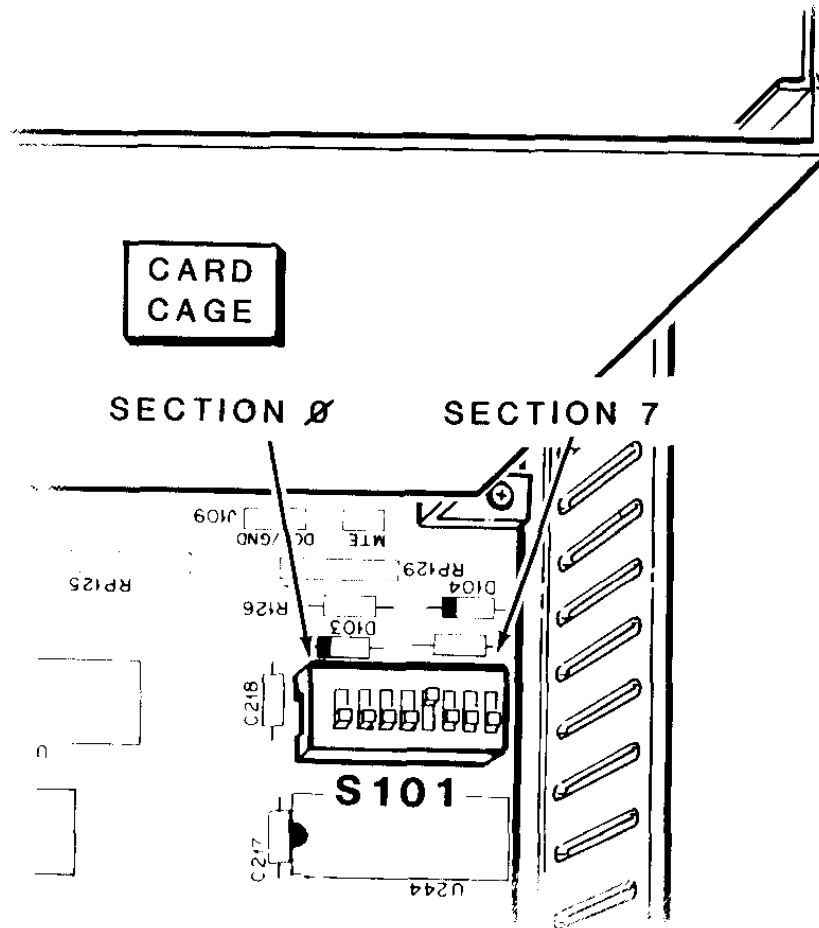 CARD
CAGE
SECTION Ø
SECTION 7
J109
DC/GND
MTE
RP125
RP129
R126
D104
D103
C218
U
S101
C217
U244